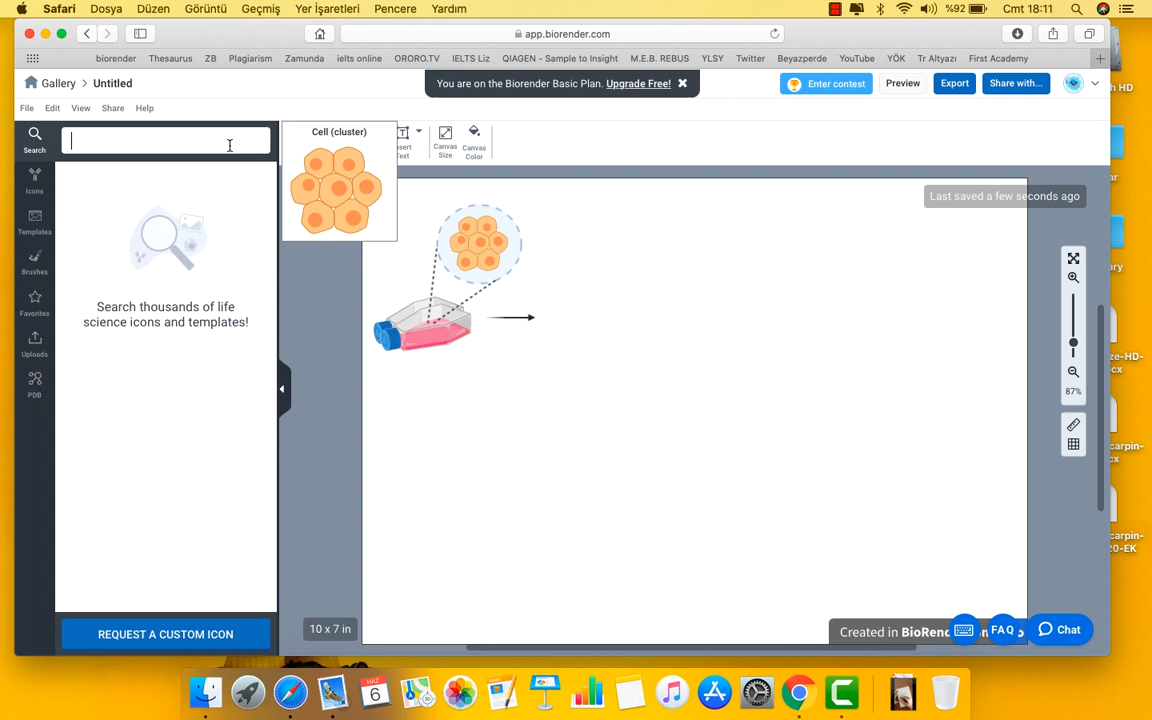 Safari Dosya Düzen Görüntü Geçmiş Yer İşaretleri Pencere Yardım %92 Cmt 18:11
app.biorender.com
biorender Thesaurus ZB Plagiarism Zamunda ielts online ORORO.TV IELTS Liz QIAGEN - Sample to Insight M.E.B. REBUS YLSY Twitter Beyazperde YouTube YÖK Tr Altyazı First Academy
Gallery > Untitled
You are on the Biorender Basic Plan. Upgrade Free!
Enter contest Preview Export Share with...
File Edit View Share Help
Search
Icons
Templates
Brushes
Favorites
Uploads
PDB
Search thousands of life
science icons and templates!
REQUEST A CUSTOM ICON
Cell (cluster)
Canvas
Size
Canvas
Color
Last saved a few seconds ago
87%
10 x 7 in
Created in
FAQ
Chat
HAZ
6